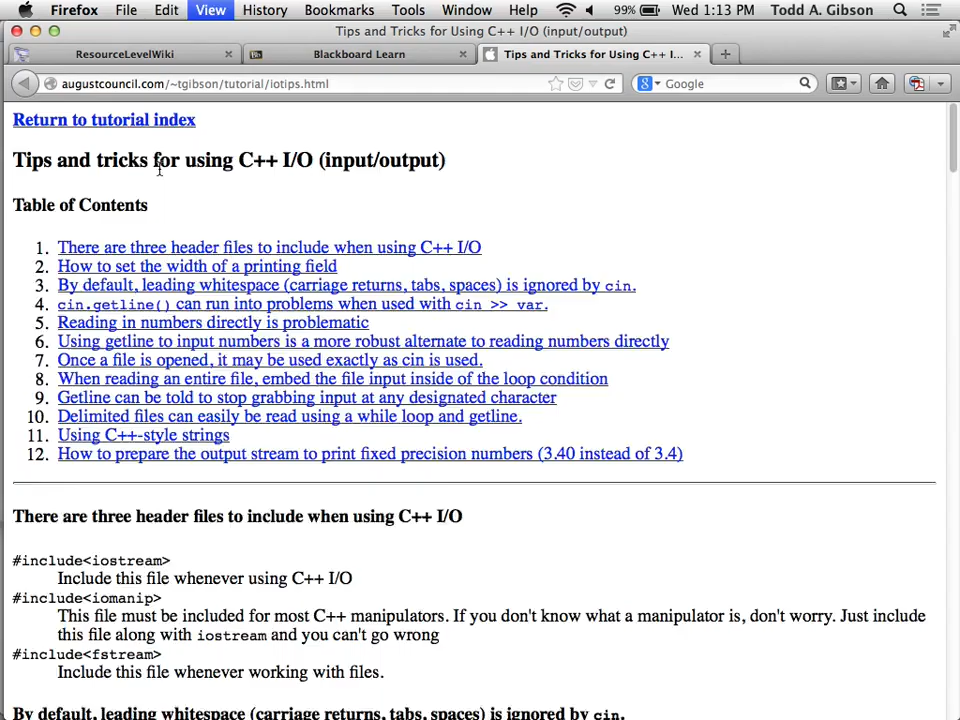 Firefox File Edit View History Bookmarks Tools Window Help 99% Wed 1:13 PM Todd A. Gibson
Tips and Tricks for Using C++ I/O (input/output)
ResourceLevelWiki Blackboard Learn Tips and Tricks for Using C++ I...
augustcouncil.com/~tgibson/tutorial/iotips.html Google
Return to tutorial index
Tips and tricks for using C++ I/O (input/output)
Table of Contents
1. There are three header files to include when using C++ I/O
2. How to set the width of a printing field
3. By default, leading whitespace (carriage returns, tabs, spaces) is ignored by cin.
4. cin.getline() can run into problems when used with cin >> var.
5. Reading in numbers directly is problematic
6. Using getline to input numbers is a more robust alternate to reading numbers directly
7. Once a file is opened, it may be used exactly as cin is used.
8. When reading an entire file, embed the file input inside of the loop condition
9. Getline can be told to stop grabbing input at any designated character
10. Delimited files can easily be read using a while loop and getline.
11. Using C++-style strings
12. How to prepare the output stream to print fixed precision numbers (3.40 instead of 3.4)
There are three header files to include when using C++ I/O
#include<iostream>
Include this file whenever using C++ I/O
#include<iomanip>
This file must be included for most C++ manipulators. If you don't know what a manipulator is, don't worry. Just include
this file along with iostream and you can't go wrong
#include<fstream>
Include this file whenever working with files.
By default, leading whitespace (carriage returns, tabs, spaces) is ignored by cin.